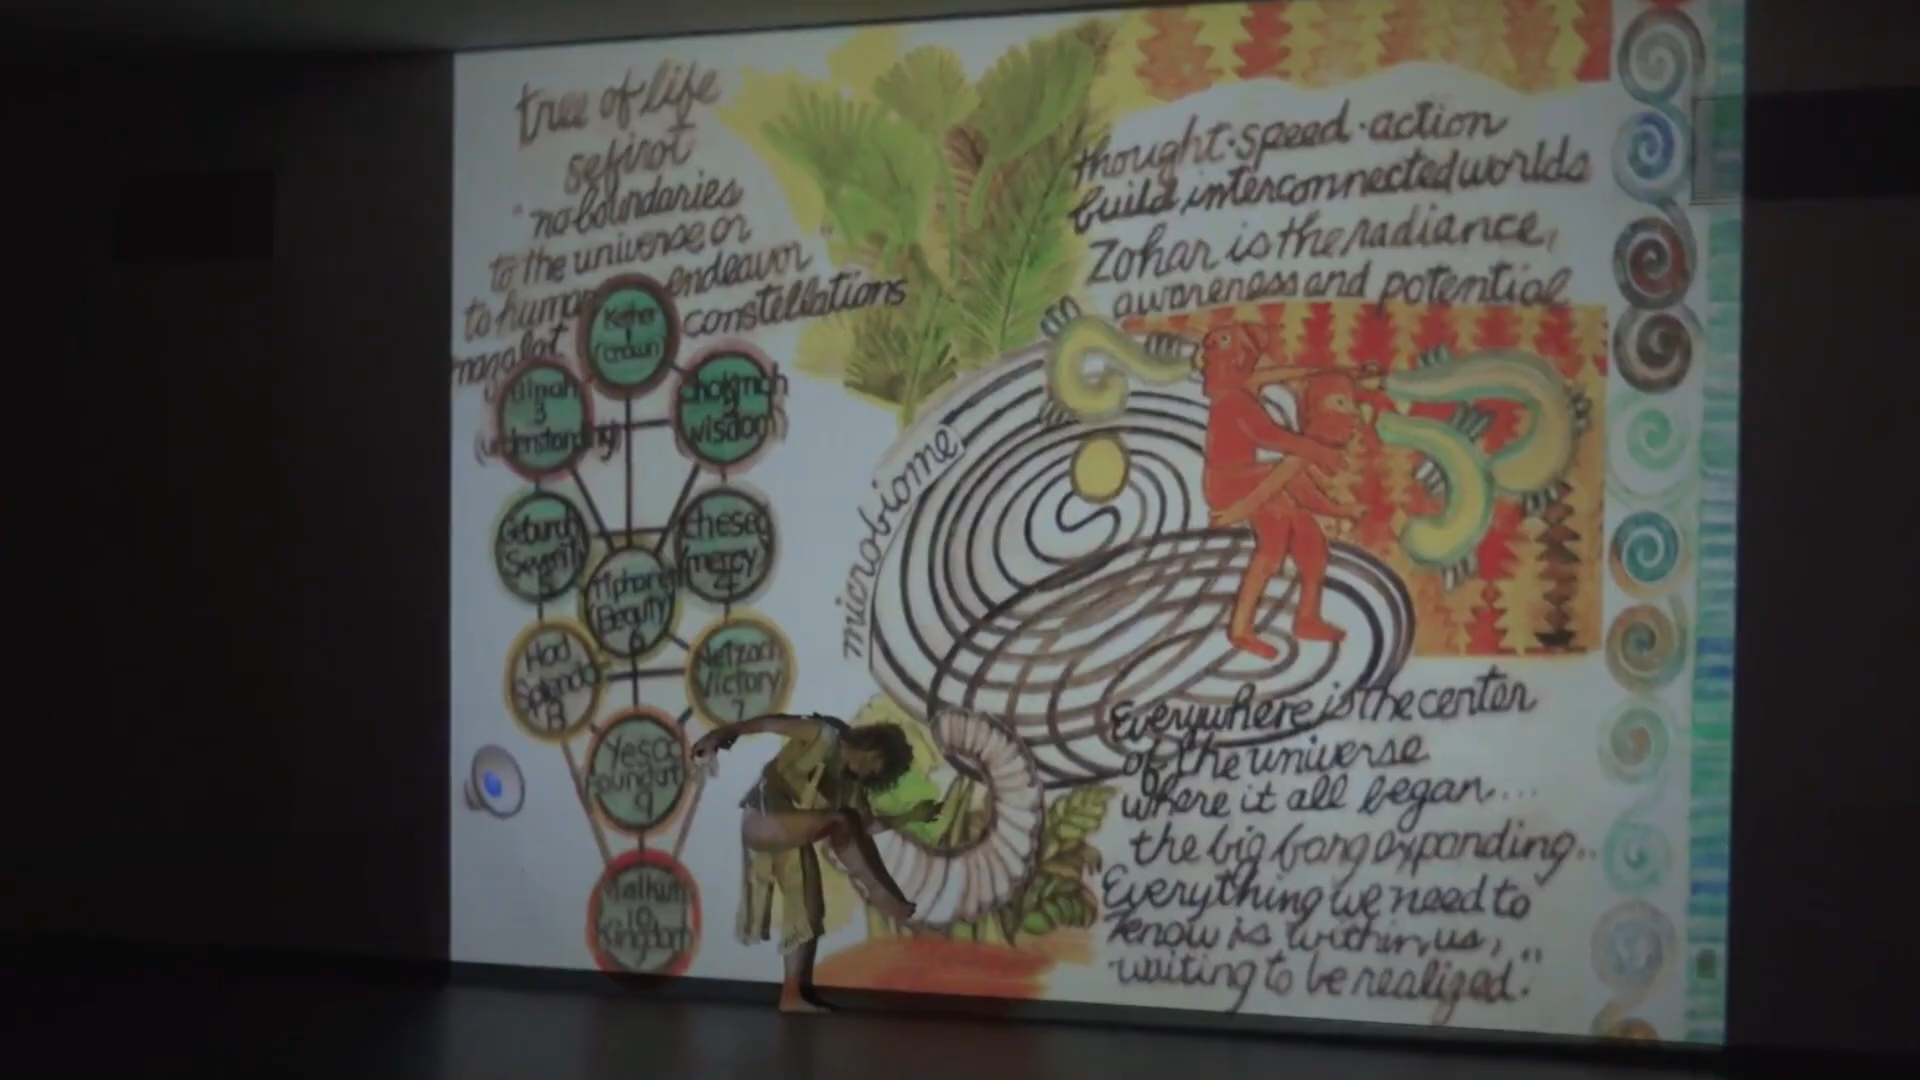 tree of life
sefirot
"no boundaries
to the universe or
to human endeavor
mazalot constellations
Kether
1
(crown)
Binah
3
(understanding)
chokmah
2
wisdom
Geburah
Severity
5
chesed
(mercy)
4
Tiphareth
(Beauty)
6
Hod
Splendor
8
Netzach
Victory
7
Yesod
foundation
9
Malkuth
10
Kingdom
microbiome
thought·speed·action
build interconnected worlds
Zohar is the radiance,
awareness and potential
Everywhere is the center
of the universe
where it all began...
the big bang expanding..
Everything we need to
know is within us,
waiting to be realized."